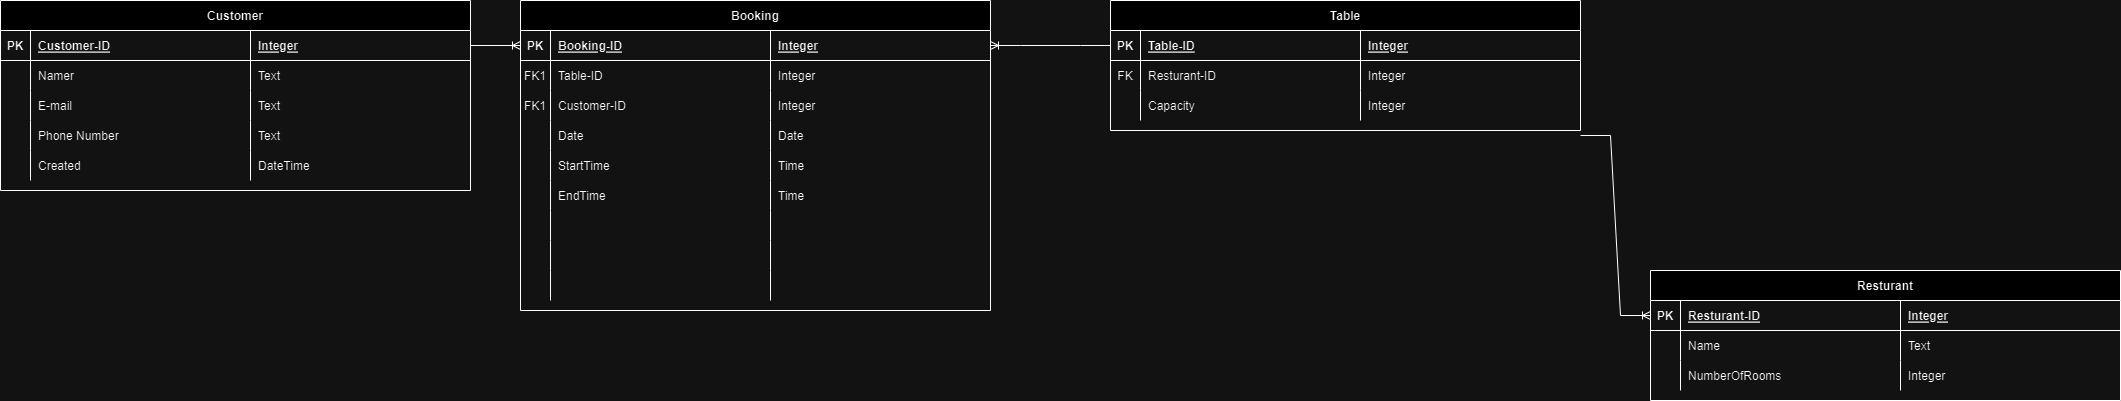 Customer
PK Customer-ID Integer
Namer Text
E-mail Text
Phone Number Text
Created DateTime
Booking
PK Booking-ID Integer
FK1 Table-ID Integer
FK1 Customer-ID Integer
Date Date
StartTime Time
EndTime Time
Table
PK Table-ID Integer
FK Resturant-ID Integer
Capacity Integer
Resturant
PK Resturant-ID Integer
Name Text
NumberOfRooms Integer